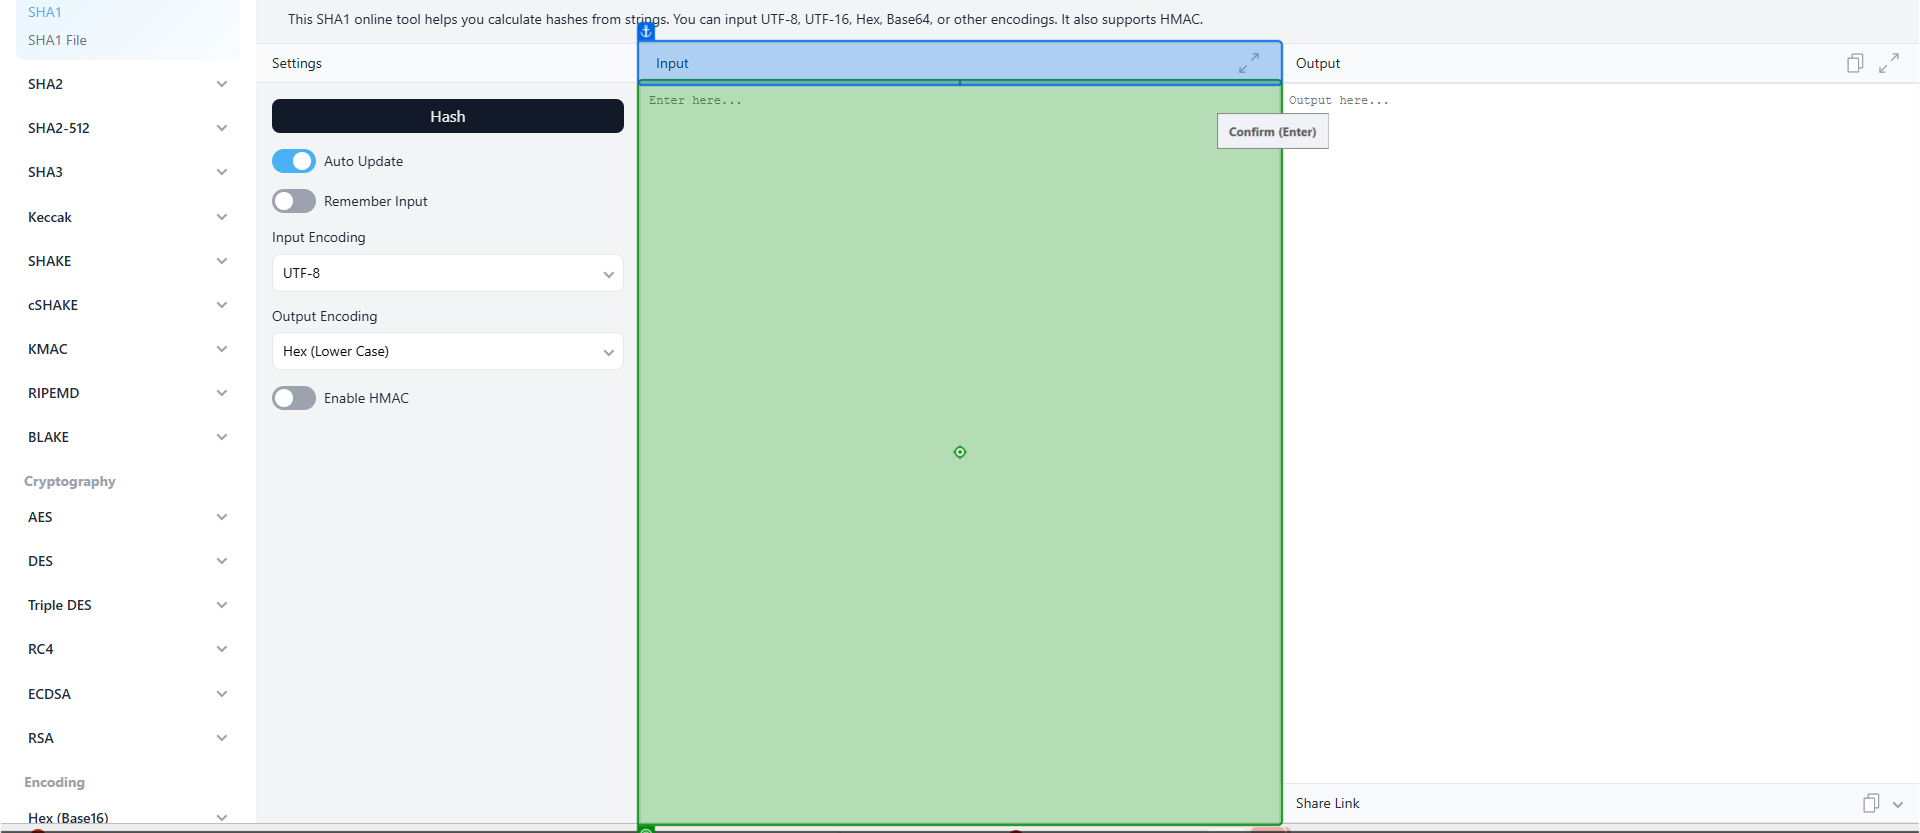 SHA1
SHA1 File
SHA2
SHA2-512
SHA3
Keccak
SHAKE
cSHAKE
KMAC
RIPEMD
BLAKE
Cryptography
AES
DES
Triple DES
RC4
ECDSA
RSA
Encoding
Hex (Base16)
This SHA1 online tool helps you calculate hashes from strings. You can input UTF-8, UTF-16, Hex, Base64, or other encodings. It also supports HMAC.
Settings
Hash
Auto Update
Remember Input
Input Encoding
UTF-8
Output Encoding
Hex (Lower Case)
Enable HMAC
Input
Enter here...
Output
Output here...
Confirm (Enter)
Share Link